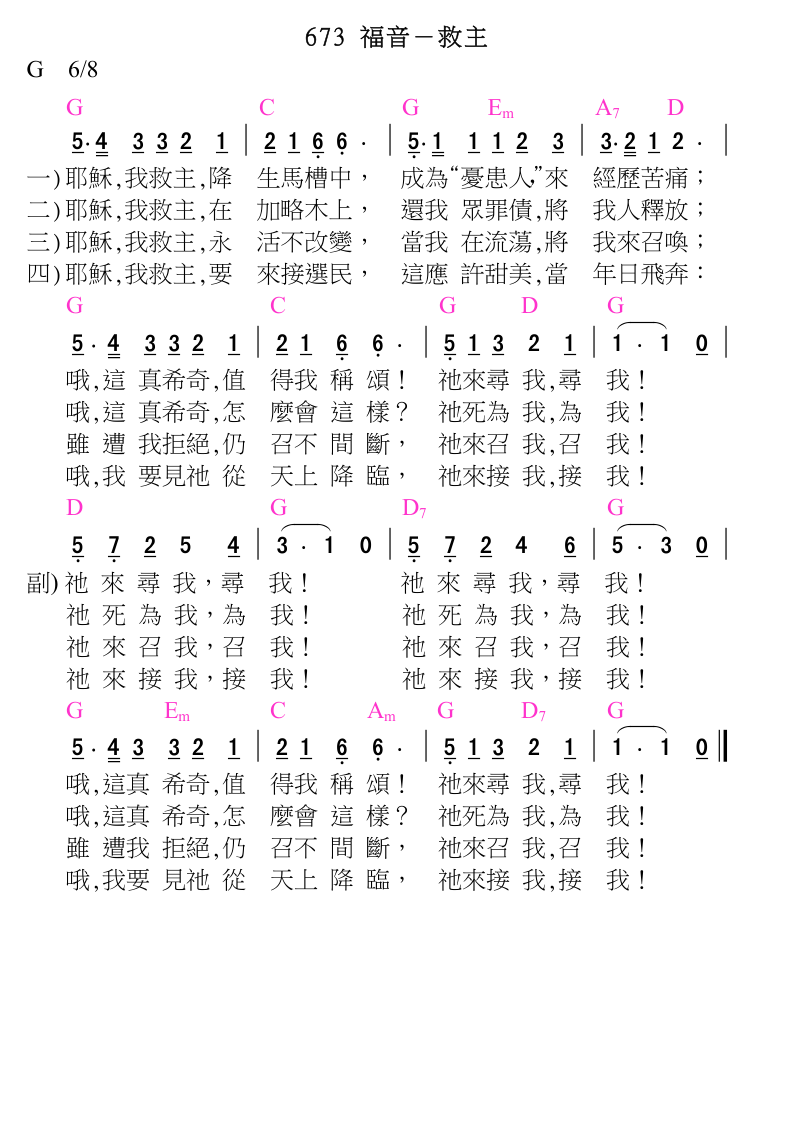 673 福音－救主
G 6/8
G C G Em A7 D
5· 4 3 3 2 1 | 2 1 6 6 · | 5· 1 1 1 2 3 | 3· 2 1 2 · |
一) 耶穌,我救主,降 生馬槽中， 成為“憂患人,”來 經歷苦痛；
二) 耶穌,我救主,在 加略木上， 還我 眾罪債,將 我人釋放；
三) 耶穌,我救主,永 活不改變， 當我 在流蕩,將 我來召喚；
四) 耶穌,我救主,要 來接選民， 這應 許甜美,當 年日飛奔：
G C G D G
5 · 4 3 3 2 1 | 2 1 6 6 · | 5 1 3 2 1 | 1 · 1 0 |
哦,這 真希奇,值 得我 稱 頌！ 祂來尋 我,尋 我！
哦,這 真希奇,怎 麼會 這 樣？ 祂死為 我,為 我！
雖 遭 我拒絕,仍 召不 間 斷， 祂來召 我,召 我！
哦,我 要見祂 從 天上 降 臨， 祂來接 我,接 我！
D G D7 G
5 7 2 5 4 | 3 · 1 0 | 5 7 2 4 6 | 5 · 3 0 |
副) 祂 來 尋 我，尋 我！ 祂 來 尋 我，尋 我！
祂 死 為 我，為 我！ 祂 死 為 我，為 我！
祂 來 召 我，召 我！ 祂 來 召 我，召 我！
祂 來 接 我，接 我！ 祂 來 接 我，接 我！
G Em C Am G D7 G
5 · 4 3 3 2 1 | 2 1 6 6 · | 5 1 3 2 1 | 1 · 1 0 ‖
哦,這真 希奇,值 得我 稱 頌！ 祂來尋 我,尋 我！
哦,這真 希奇,怎 麼會 這 樣？ 祂死為 我,為 我！
雖 遭我 拒絕,仍 召不 間 斷， 祂來召 我,召 我！
哦,我要 見祂 從 天上 降 臨， 祂來接 我,接 我！